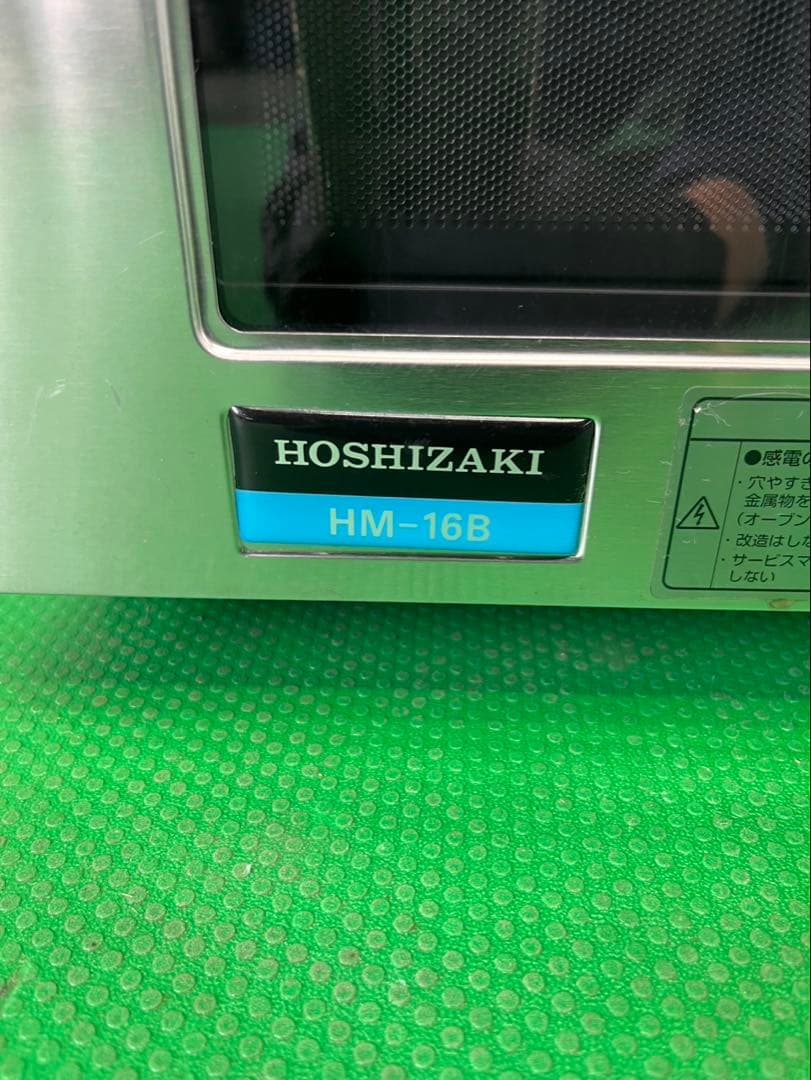 HOSHIZAKI
HM-16B
●感電の
・穴やすき
金属物を
(オーブン
・改造はしな
・サービスマ
しない